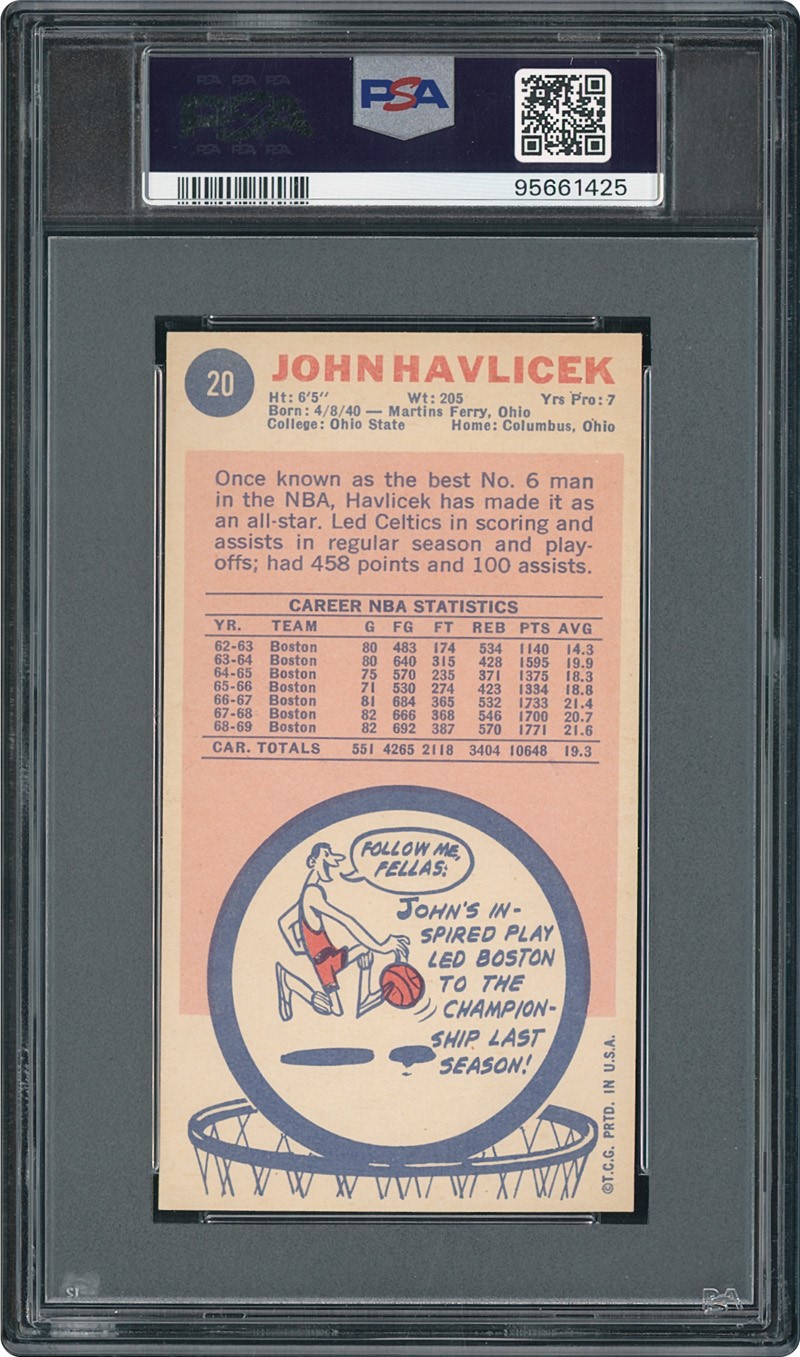 PSA PSA PSA
PSA
PSA PSA PSA
PSA
95661425
20
JOHN HAVLICEK
Ht: 6'5" Wt: 205 Yrs Pro: 7
Born: 4/8/40 — Martins Ferry, Ohio
College: Ohio State Home: Columbus, Ohio
Once known as the best No. 6 man
in the NBA, Havlicek has made it as
an all-star. Led Celtics in scoring and
assists in regular season and play-
offs; had 458 points and 100 assists.
CAREER NBA STATISTICS
YR. TEAM G FG FT REB PTS AVG
62-63 Boston 80 483 174 534 1140 14.3
63-64 Boston 80 640 315 428 1595 19.9
64-65 Boston 75 570 235 371 1375 18.3
65-66 Boston 71 530 274 423 1334 18.8
66-67 Boston 81 684 365 532 1733 21.4
67-68 Boston 82 666 368 546 1700 20.7
68-69 Boston 82 692 387 570 1771 21.6
CAR. TOTALS 551 4265 2118 3404 10648 19.3
FOLLOW ME,
FELLAS!
JOHN'S IN-
SPIRED PLAY
LED BOSTON
TO THE
CHAMPION-
SHIP LAST
SEASON!
©T.C.G. PRTD. IN U.S.A.